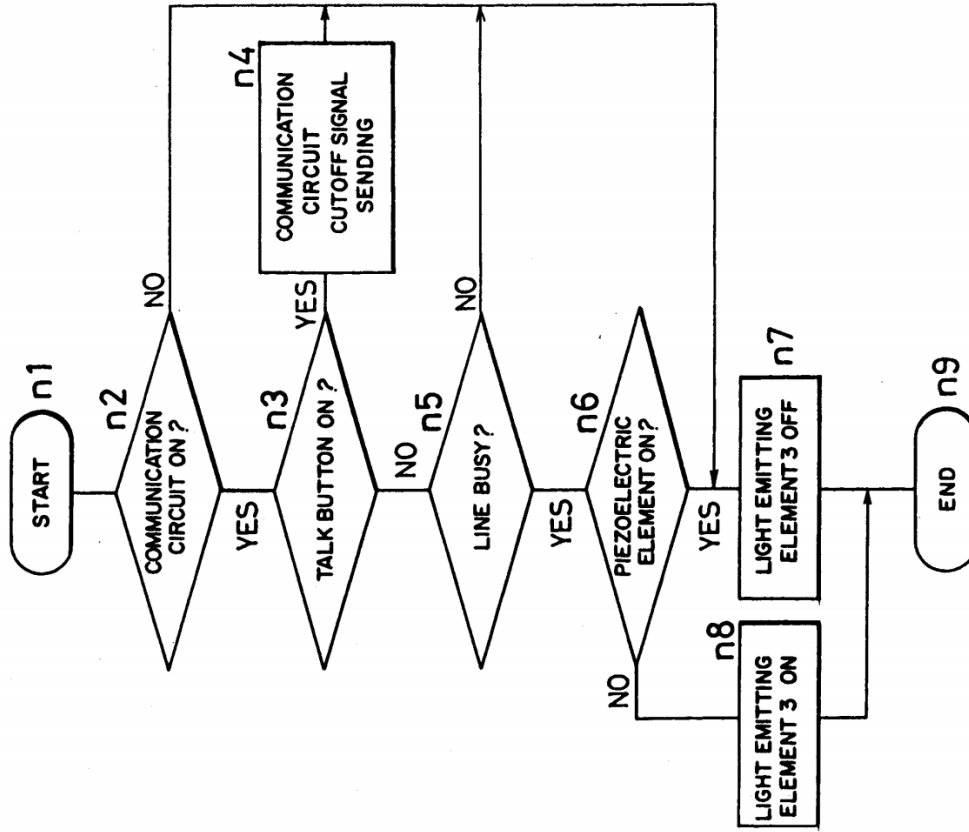 START
n1
COMMUNICATION
CIRCUIT ON?
n2
NO
YES
TALK BUTTON ON?
n3
YES
COMMUNICATION
CIRCUIT
CUTOFF SIGNAL
SENDING
n4
NO
LINE BUSY?
n5
NO
YES
PIEZOELECTRIC
ELEMENT ON?
n6
NO
YES
LIGHT EMITTING
ELEMENT 3 OFF
n7
LIGHT EMITTING
ELEMENT 3 ON
n8
END
n9